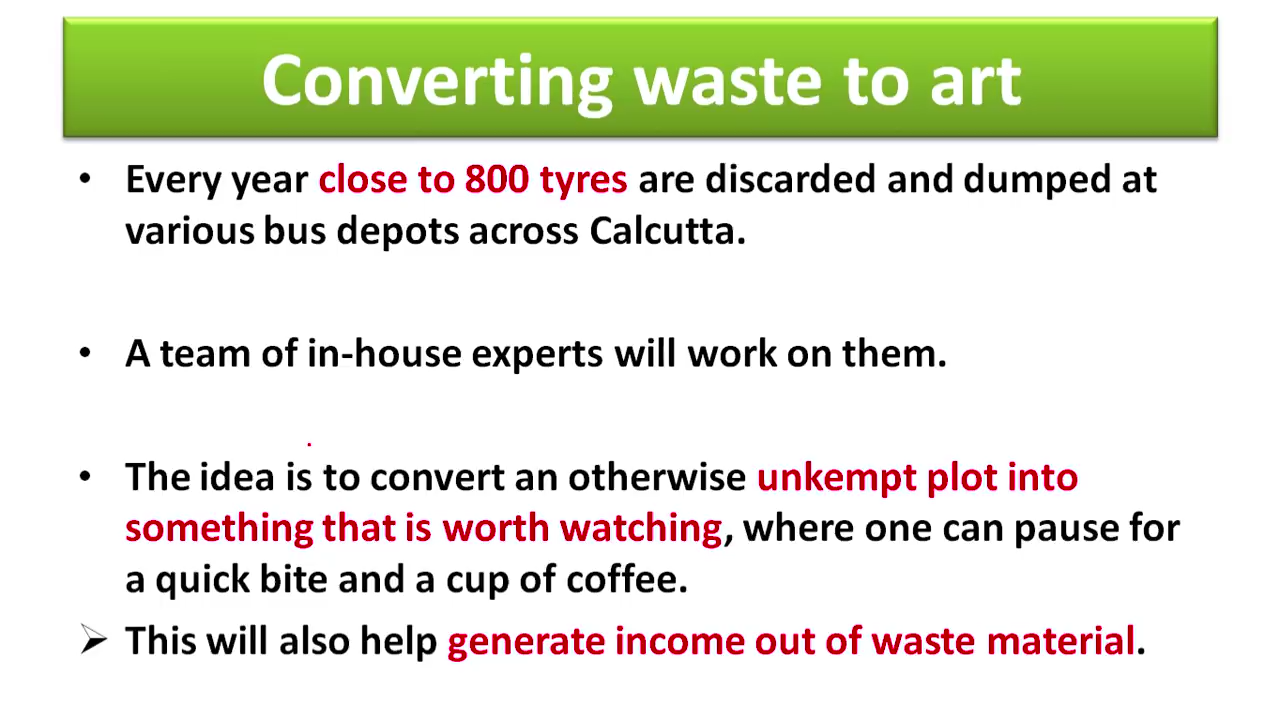 Converting waste to art
• Every year close to 800 tyres are discarded and dumped at
various bus depots across Calcutta.
• A team of in-house experts will work on them.
• The idea is to convert an otherwise unkempt plot into
something that is worth watching, where one can pause for
a quick bite and a cup of coffee.
➢ This will also help generate income out of waste material.